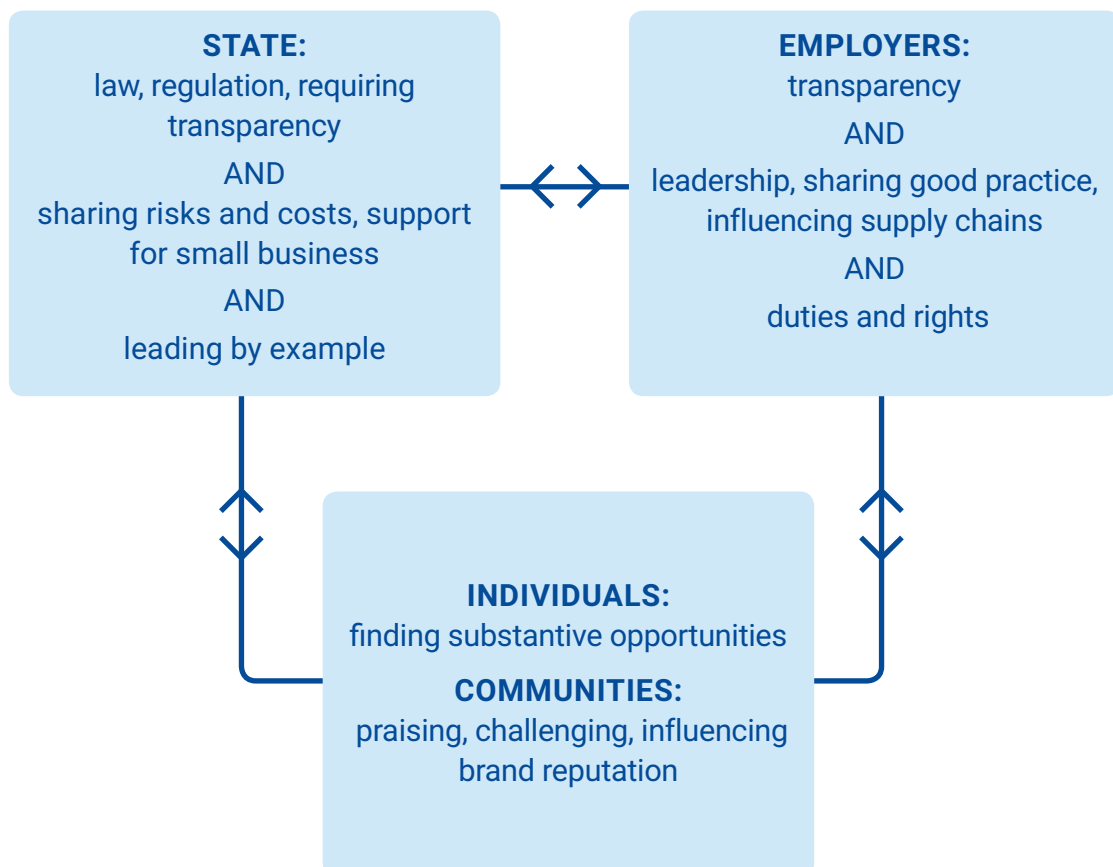 STATE:
law, regulation, requiring
transparency
AND
sharing risks and costs, support
for small business
AND
leading by example
EMPLOYERS:
transparency
AND
leadership, sharing good practice,
influencing supply chains
AND
duties and rights
INDIVIDUALS:
finding substantive opportunities
COMMUNITIES:
praising, challenging, influencing
brand reputation